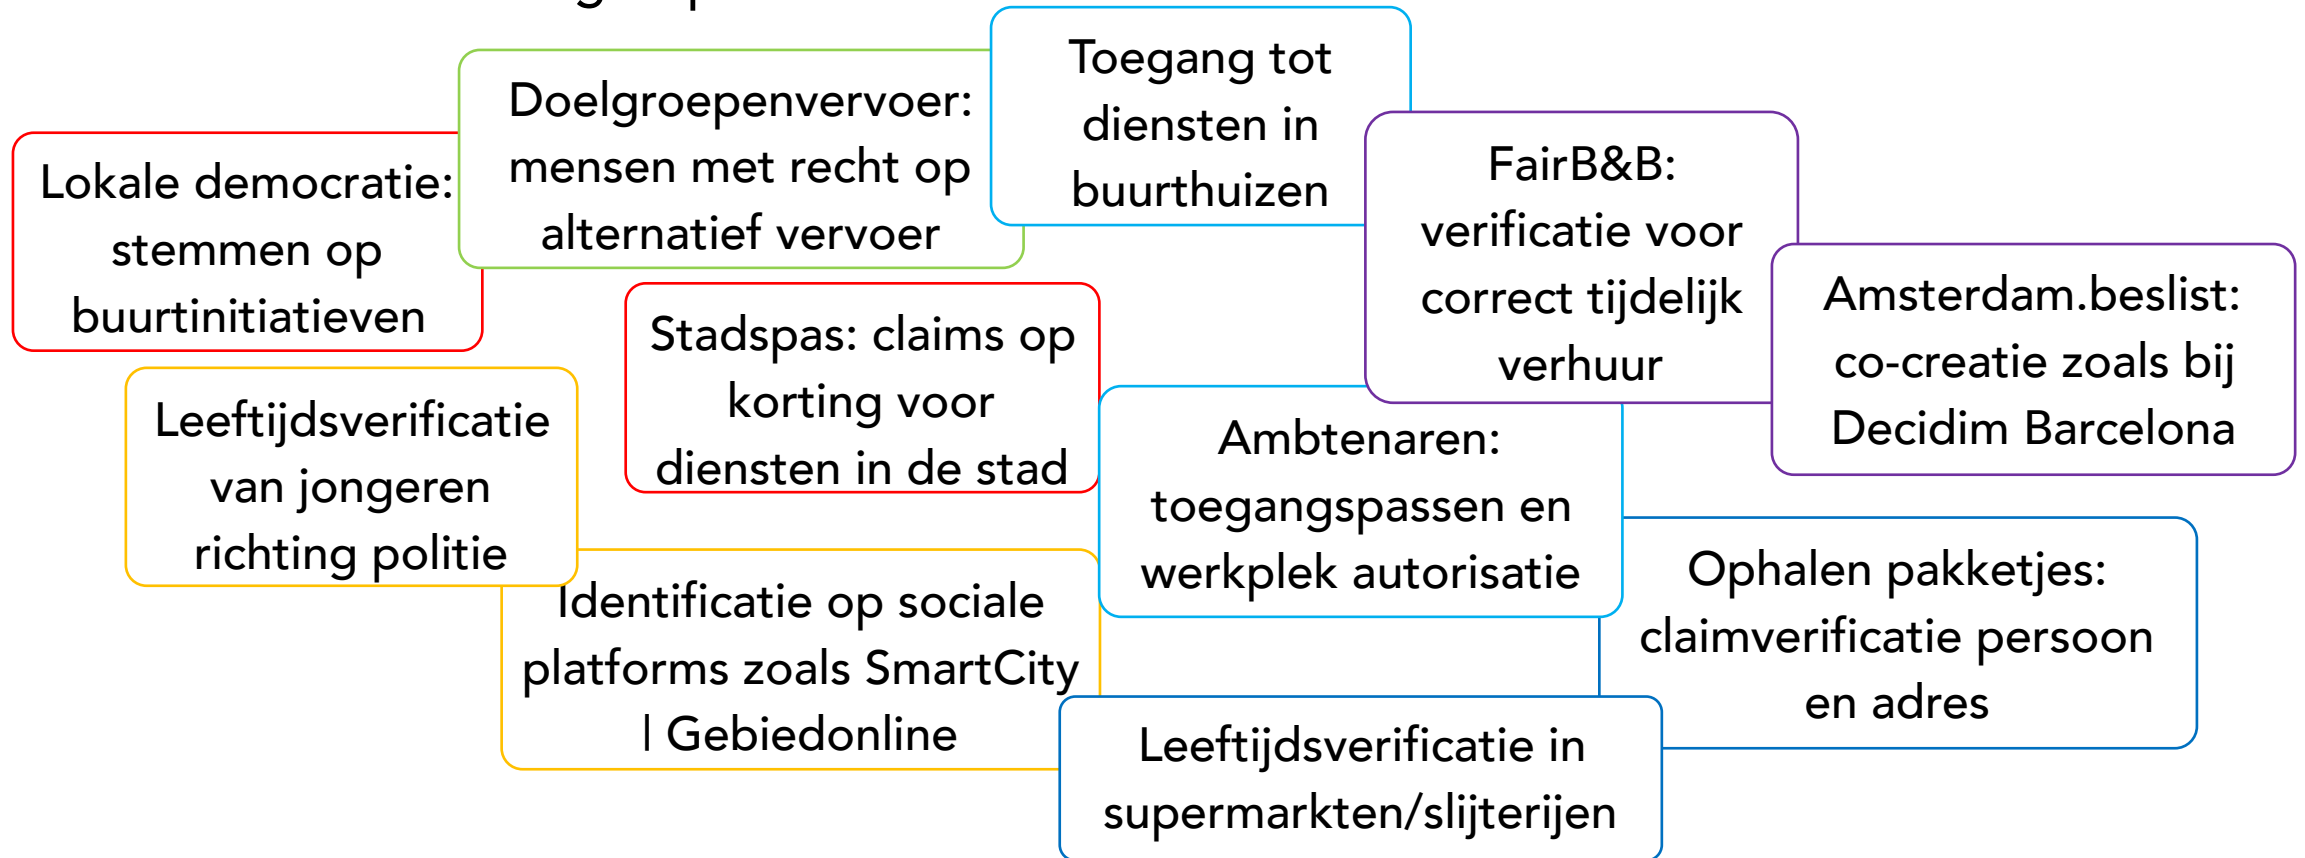 Toegang tot
diensten in
buurthuizen
Doelgroepenvervoer:
mensen met recht op
alternatief vervoer
Lokale democratie:
stemmen op
buurtinitiatieven
FairB&B:
verificatie voor
correct tijdelijk
verhuur
Amsterdam.beslist:
co-creatie zoals bij
Decidim Barcelona
Stadspas: claims op
korting voor
diensten in de stad
Leeftijdsverificatie
van jongeren
richting politie
Ambtenaren:
toegangspassen en
werkplek autorisatie
Identificatie op sociale
platforms zoals SmartCity
| Gebiedonline
Ophalen pakketjes:
claimverificatie persoon
en adres
Leeftijdsverificatie in
supermarkten/slijterijen